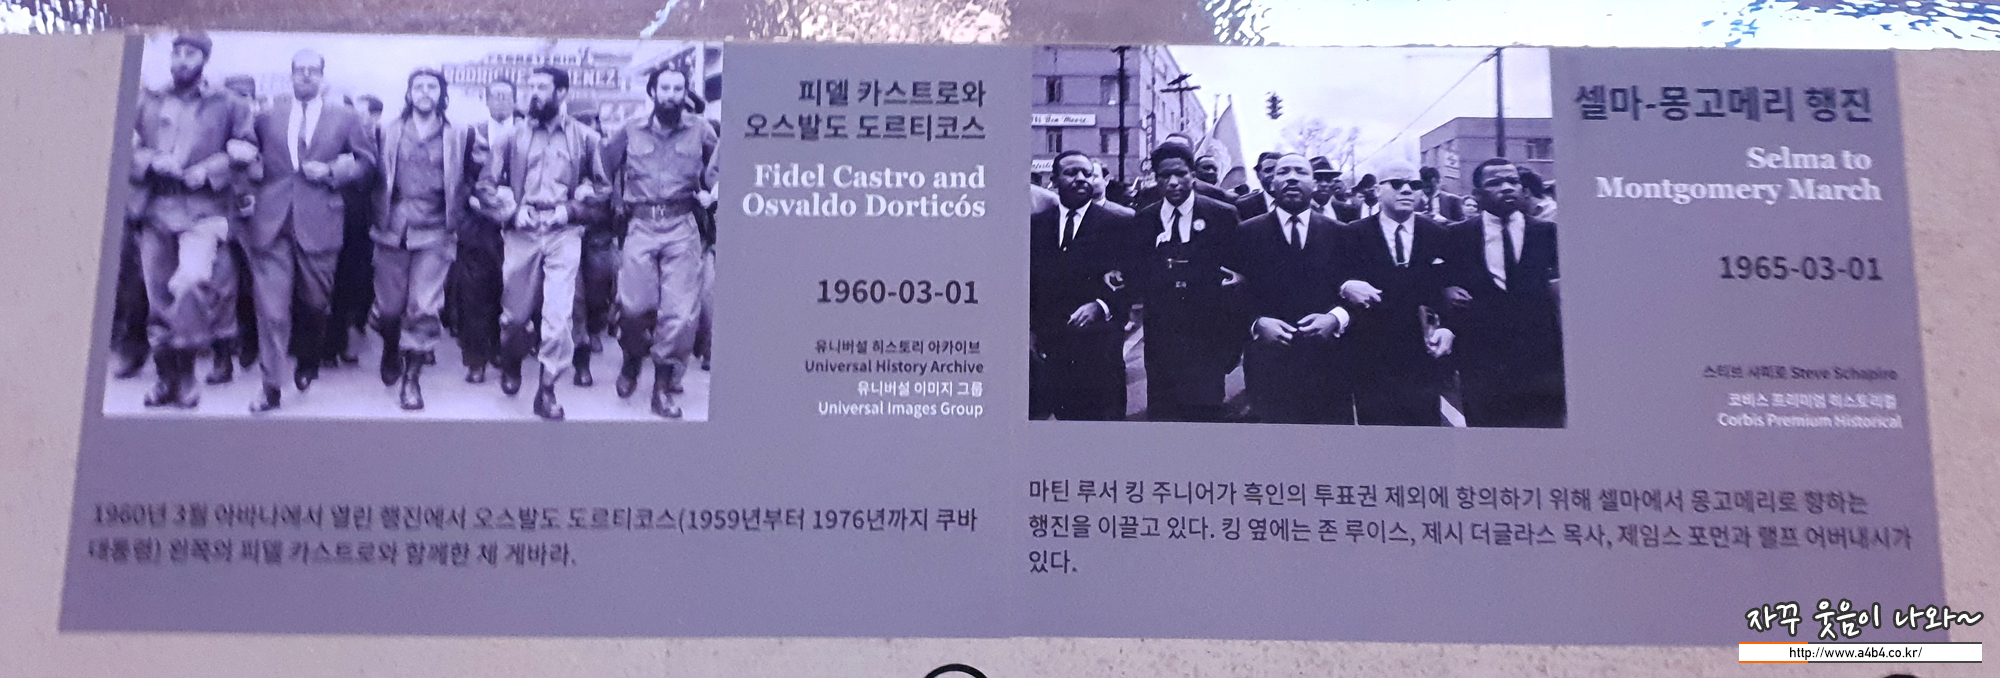 피델 카스트로와
오스발도 도르티코스
Fidel Castro and
Osvaldo Dorticós
1960-03-01
유니버설 히스토리 아카이브
Universal History Archive
유니버설 이미지 그룹
Universal Images Group
1960년 3월 아바나에서 열린 행진에서 오스발도 도르티코스(1959년부터 1976년까지 쿠바
대통령) 왼쪽의 피델 카스트로와 함께한 체 게바라.
셀마-몽고메리 행진
Selma to
Montgomery March
1965-03-01
스티브 샤피로 Steve Schapiro
코비스 프리미엄 히스토리컬
Corbis Premium Historical
마틴 루서 킹 주니어가 흑인의 투표권 제외에 항의하기 위해 셀마에서 몽고메리로 향하는
행진을 이끌고 있다. 킹 옆에는 존 루이스, 제시 더글라스 목사, 제임스 포먼과 랠프 어버내시가
있다.
자꾸 웃음이 나와~
http://www.a4b4.co.kr/